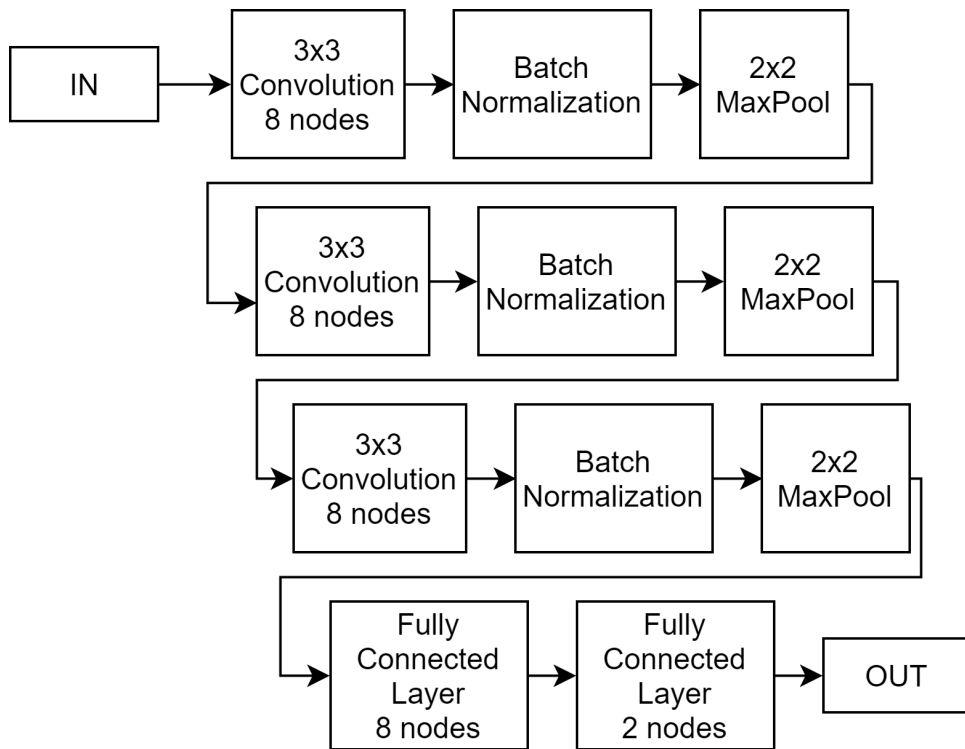 IN
3x3
Convolution
8 nodes
Batch
Normalization
2x2
MaxPool
3x3
Convolution
8 nodes
Batch
Normalization
2x2
MaxPool
3x3
Convolution
8 nodes
Batch
Normalization
2x2
MaxPool
Fully
Connected
Layer
8 nodes
Fully
Connected
Layer
2 nodes
OUT